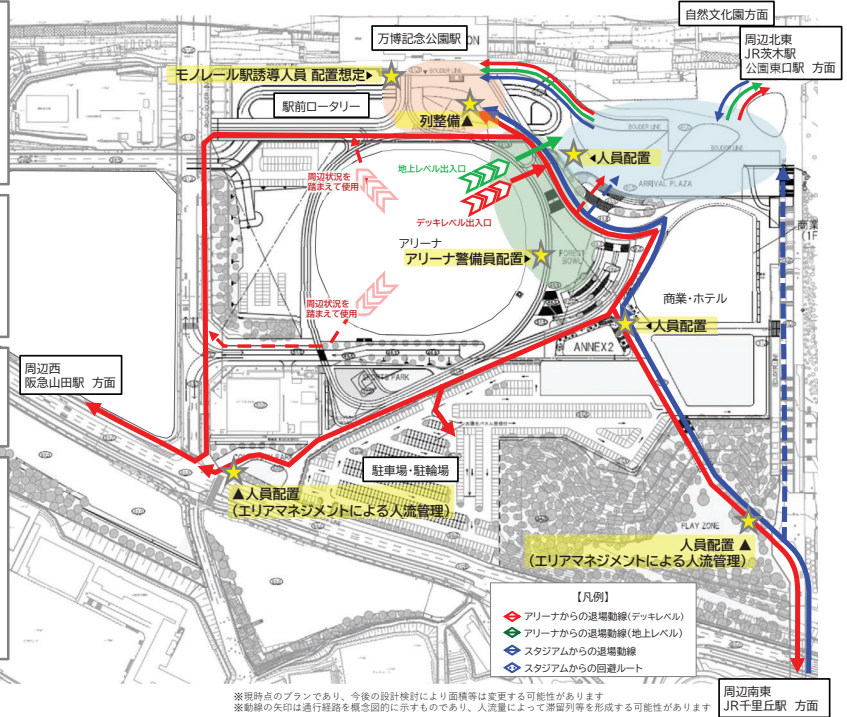 自然文化園方面
万博記念公園駅
周辺北東
JR茨木駅
公園東口駅 方面
モノレール駅誘導人員 配置想定▶
BOUDER LINE
駅前ロータリー
列整備▲
BOUDER LINE
BOUDER LINE
◀人員配置
地上レベル出入口
ARRIVAL PLAZA
周辺状況を
踏まえて使用
デッキレベル出入口
商業
(1F
アリーナ
アリーナ警備員配置▶
FOREST
BOWL
周辺状況を
踏まえて使用
商業・ホテル
◀人員配置
ANNEX2
周辺西
阪急山田駅 方面
SPORTS PARK
駐車場・駐輪場
▲人員配置
(エリアマネジメントによる人流管理)
PLAY ZONE
人員配置 ▲
(エリアマネジメントによる人流管理)
【凡例】
アリーナからの退場動線(デッキレベル)
アリーナからの退場動線(地上レベル)
スタジアムからの退場動線
スタジアムからの回避ルート
周辺南東
JR千里丘駅 方面
※現時点のプランであり、今後の設計検討により面積等は変更する可能性があります
※動線の矢印は通行経路を概念図的に示すものであり、人流量によって滞留列等を形成する可能性があります